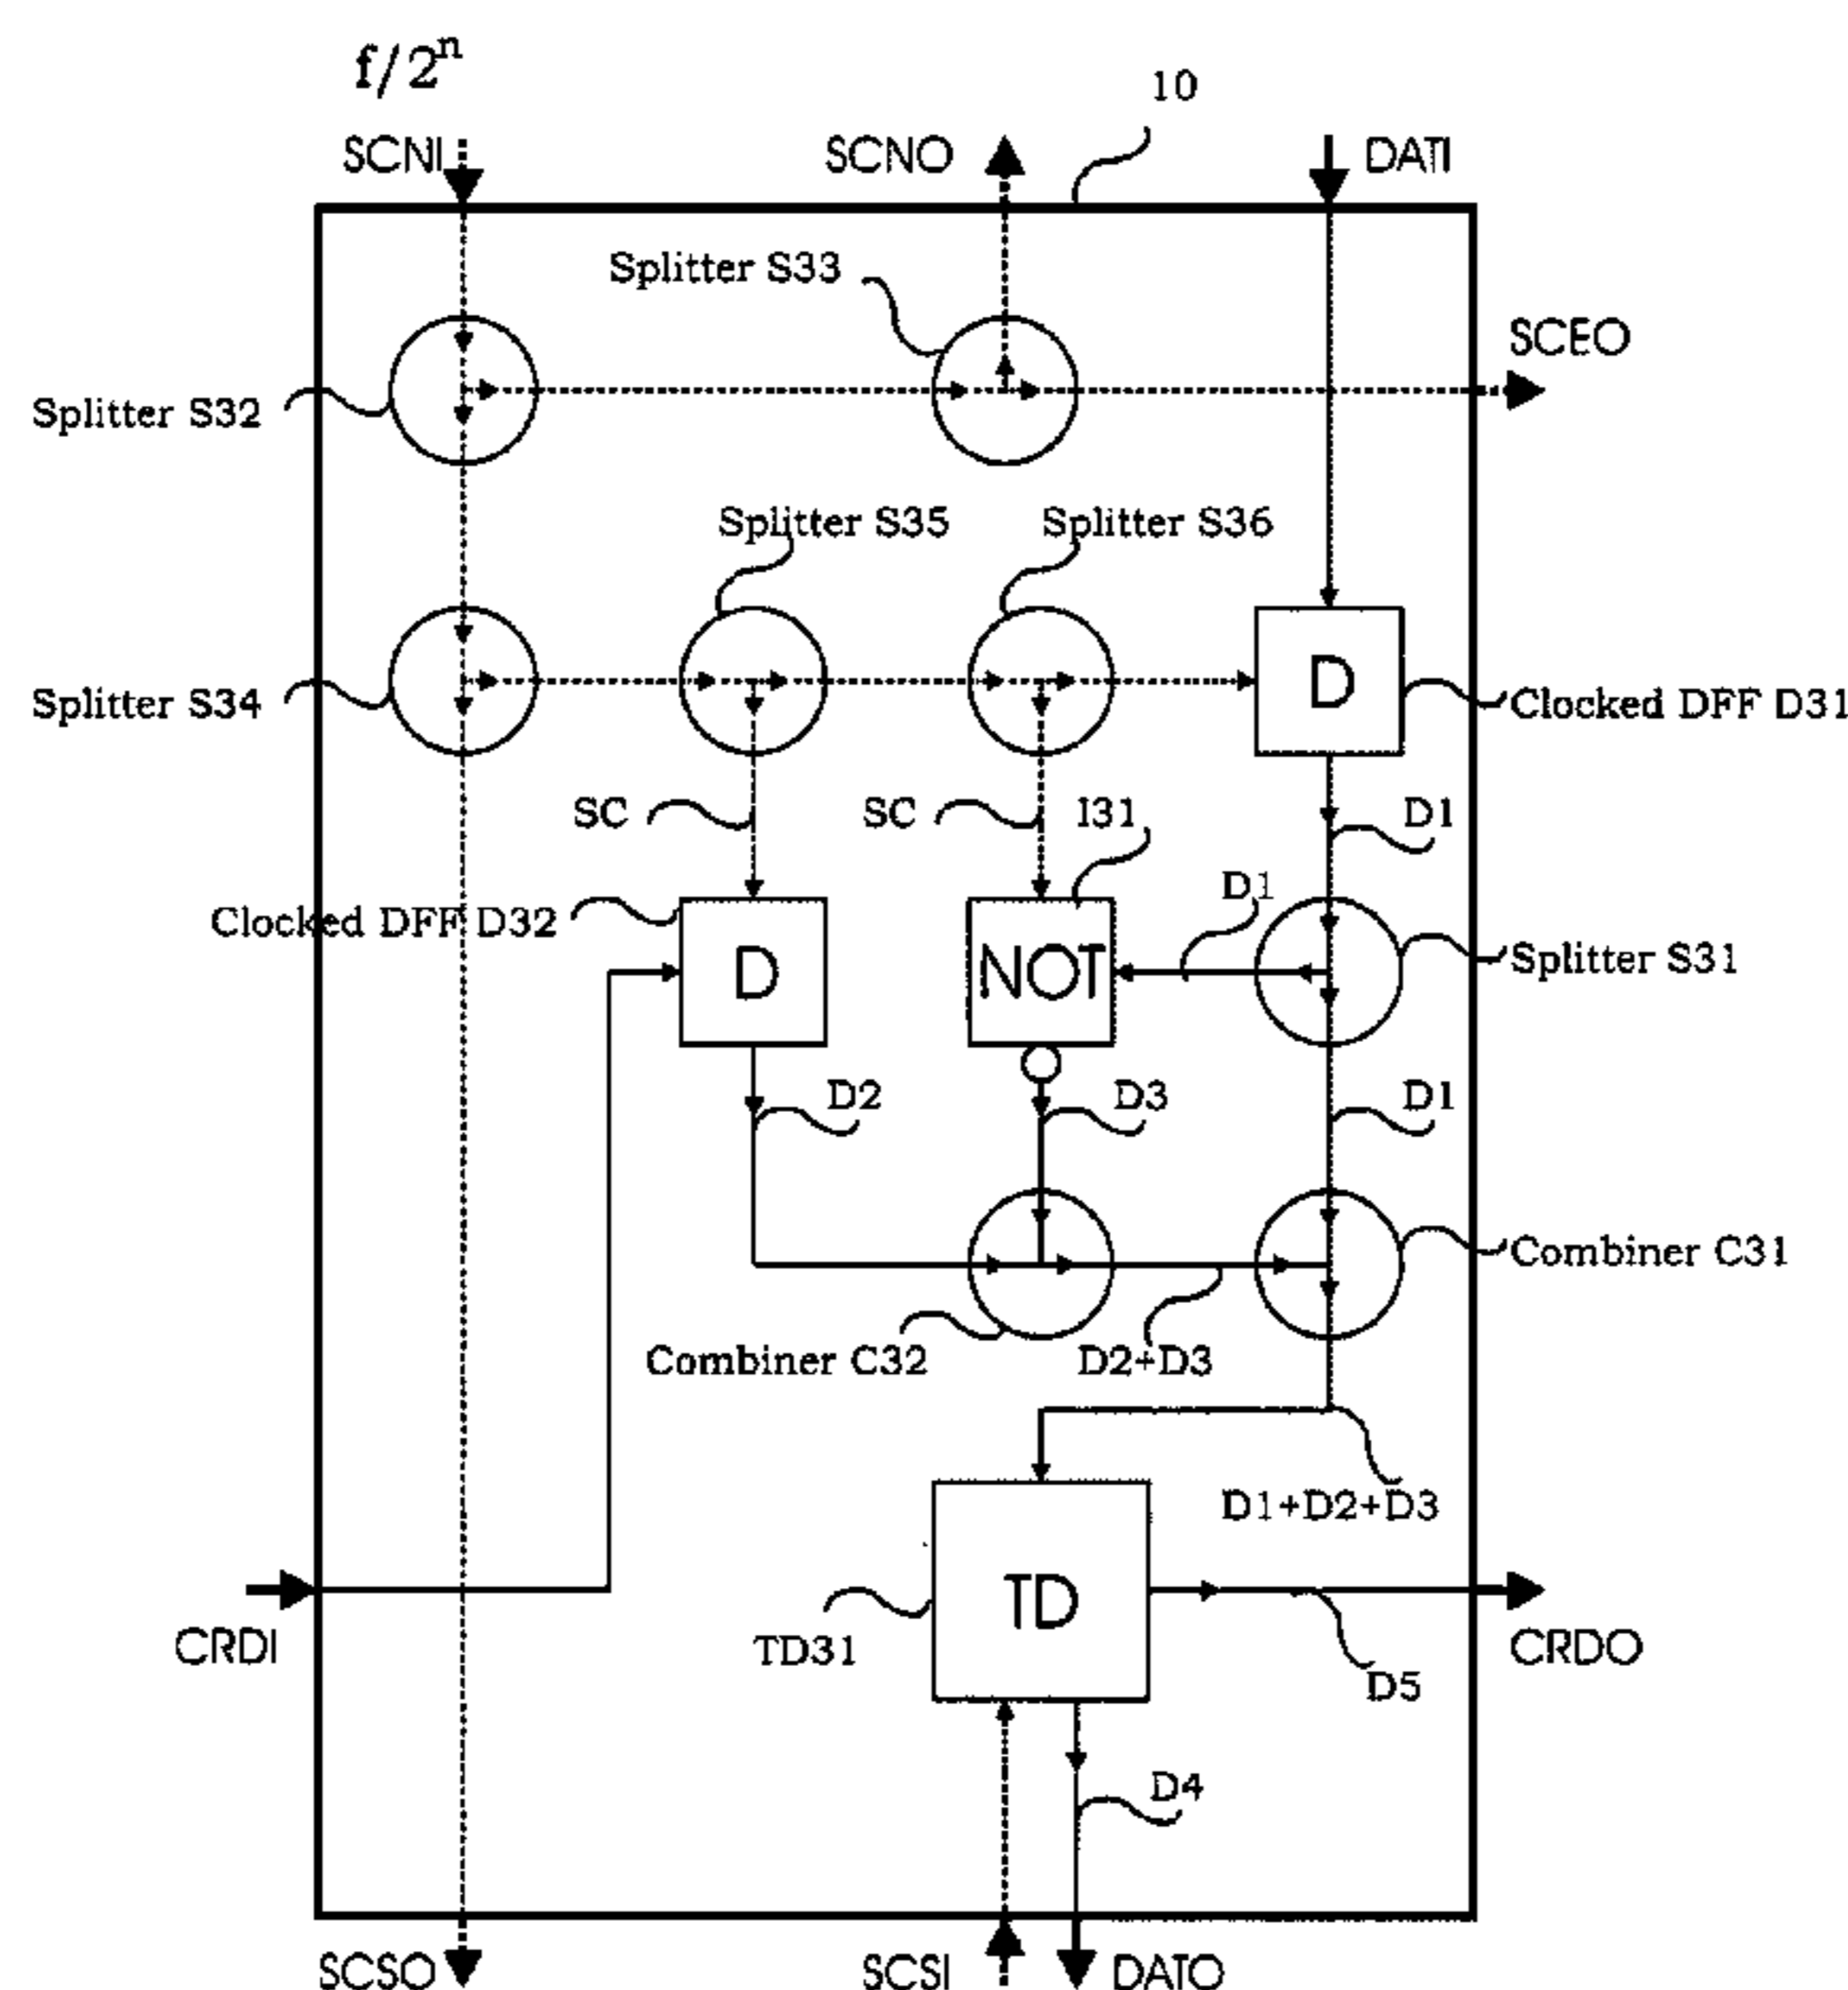 f/2ⁿ
10
SCNI
SCNO
DATI
Splitter S33
SCEO
Splitter S32
Splitter S35
Splitter S36
Splitter S34
D
Clocked DFF D31
SC
SC
I31
D1
D1
Clocked DFF D32
D
NOT
Splitter S31
D2
D3
D1
Combiner C31
Combiner C32
D2+D3
D1+D2+D3
TD
CRDI
TD31
CRDO
D5
D4
SCSO
SCSI
DATO